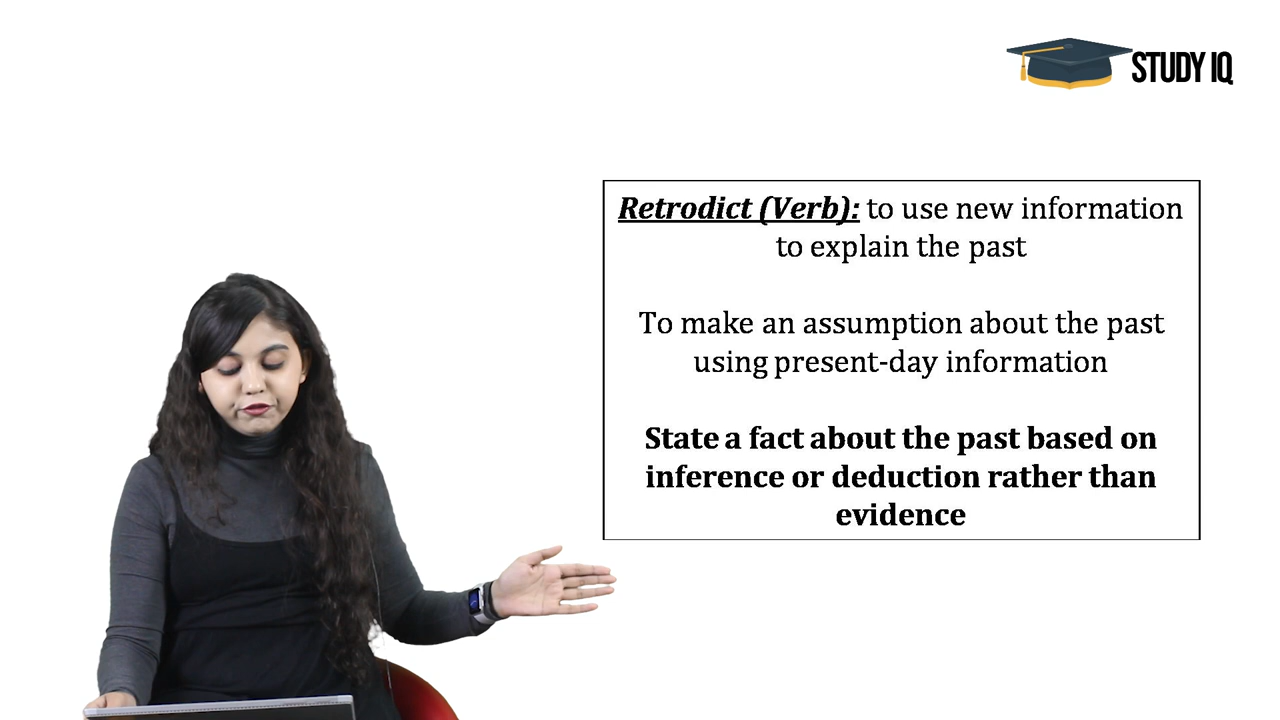 STUDY IQ
Retrodict (Verb): to use new information
to explain the past
To make an assumption about the past
using present-day information
State a fact about the past based on
inference or deduction rather than
evidence